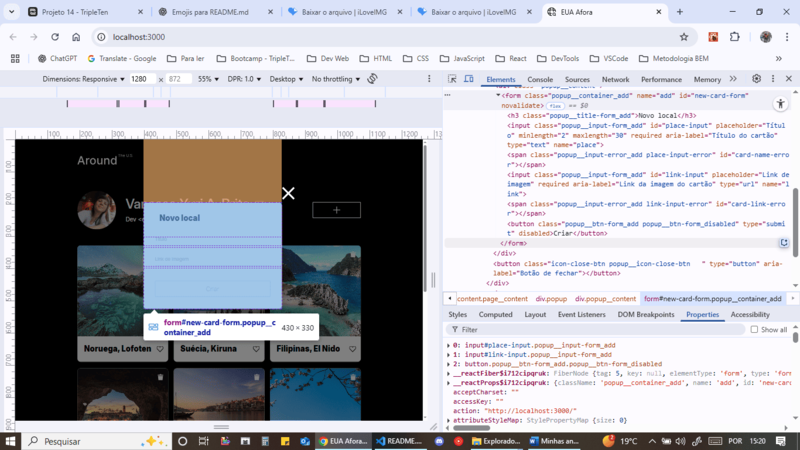 Projeto 14 - TripleTen
Emojis para README.md
Baixar o arquivo | iLoveIMG
Baixar o arquivo | iLoveIMG
EUA Afora
localhost:3000
ChatGPT
Translate - Google
Para ler
Bootcamp - TripleT...
Dev Web
HTML
CSS
JavaScript
React
DevTools
VSCode
Metodologia BEM
Dimensions: Responsive
1280
×
872
55%
DPR: 1.0
Desktop
No throttling
Elements
Console
Sources
Network
Performance
Memory
<form class="popup__container_add" name="add" id="new-card-form"
novalidate> flex == $0
<h3 class="popup__title-form_add">Novo local</h3>
<input class="popup__input-form_add" id="place-input" placeholder="Títul
o" minlength="2" maxlength="30" required aria-label="Título do cartão"
type="text" name="place">
<span class="popup__input-error_add place-input-error" id="card-name-erro
r"></span>
<input class="popup__input-form_add" id="link-input" placeholder="Link de
imagem" required aria-label="Link da imagem do cartão" type="url" name="l
ink">
<span class="popup__input-error_add link-input-error" id="card-link-err
or"></span>
<button class="popup__btn-form_add popup__btn-form_disabled" type="submi
t" disabled>Criar</button>
</form>
</div>
<button class="icon-close-btn popup__icon-close-btn " type="button" aria-
label="Botão de fechar"></button>
</div>
content.page__content
div.popup
div.popup__content
form#new-card-form.popup__container_add
Styles
Computed
Layout
Event Listeners
DOM Breakpoints
Properties
Accessibility
Filter
Show all
0: input#place-input.popup__input-form_add
1: input#link-input.popup__input-form_add
2: button.popup__btn-form_add.popup__btn-form_disabled
__reactFiber$i712cipqruk: FiberNode {tag: 5, key: null, elementType: 'form', type: 'form
__reactProps$i712cipqruk: {className: 'popup__container_add', name: 'add', id: 'new-card
acceptCharset: ""
accessKey: ""
action: "http://localhost:3000/"
attributeStyleMap: StylePropertyMap {size: 0}
Around
Novo local
Criar
form#new-card-form.popup__c
ontainer_add
430 × 330
Noruega, Lofoten
Suécia, Kiruna
Filipinas, El Nido
Pesquisar
EUA Afora...
README....
Explorado...
Minhas an...
19°C
POR
15:20